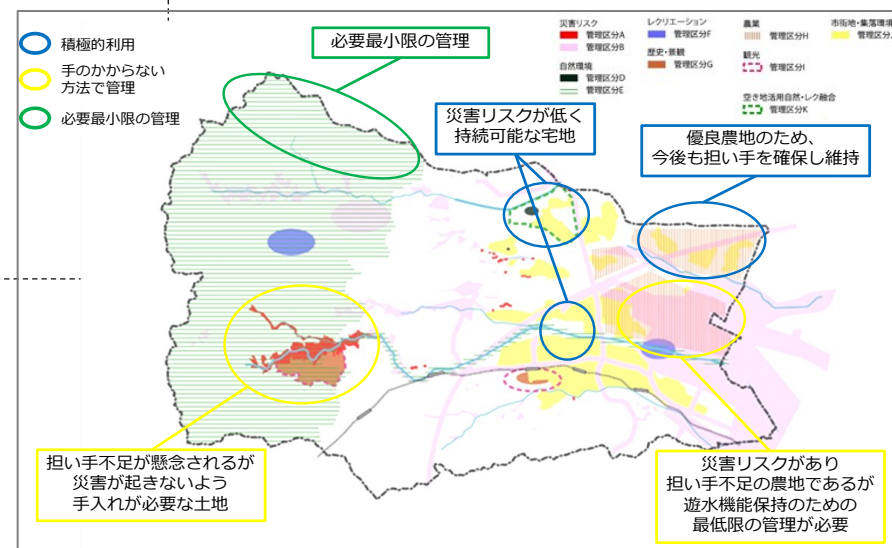 積極的利用
手のかからない
方法で管理
必要最小限の管理
必要最小限の管理
災害リスク
管理区分A
管理区分B
自然環境
管理区分D
管理区分E
レクリエーション
管理区分F
歴史・景観
管理区分G
農業
管理区分H
観光
管理区分I
空き地活用自然・レク融合
管理区分K
市街地・集落環境
管理区分
災害リスクが低く
持続可能な宅地
優良農地のため、
今後も担い手を確保し維持
担い手不足が懸念されるが
災害が起きないよう
手入れが必要な土地
災害リスクがあり
担い手不足の農地であるが
遊水機能保持のための
最低限の管理が必要